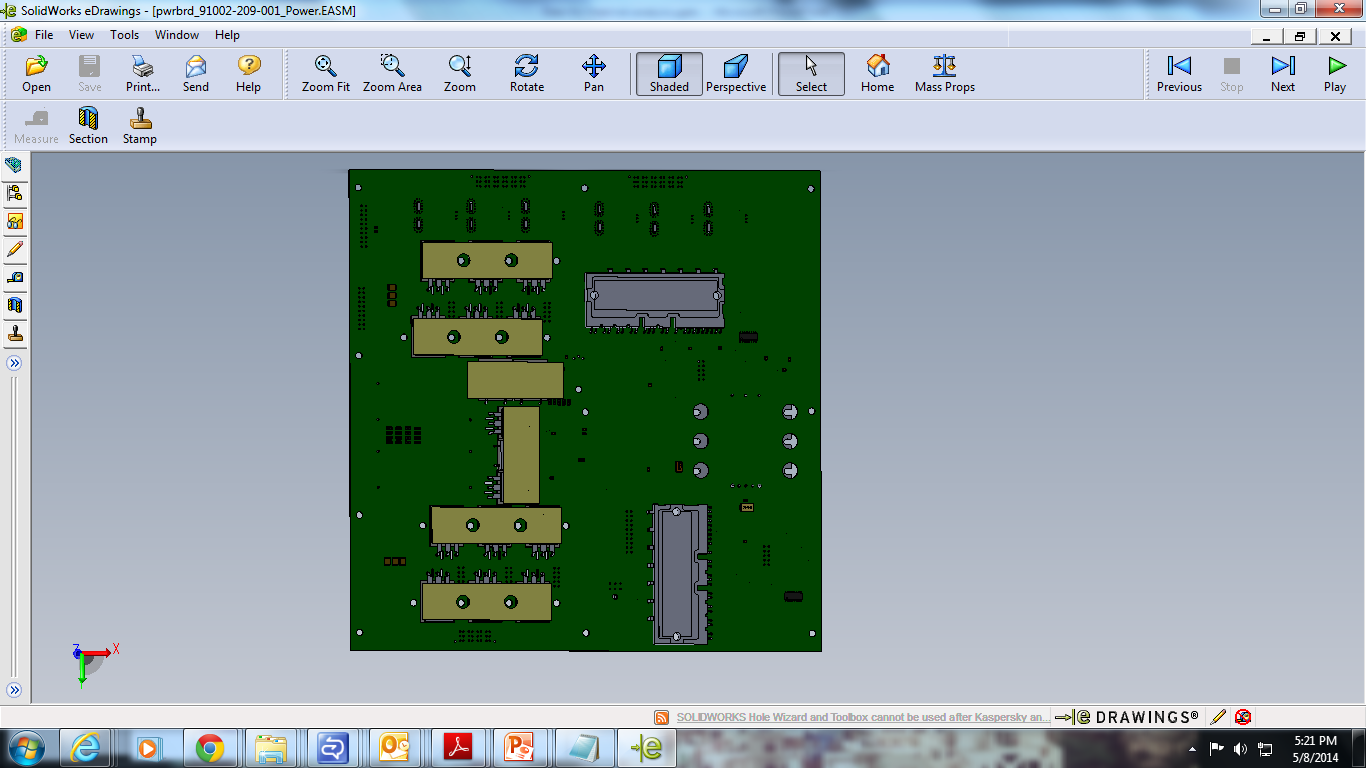 SolidWorks eDrawings - [pwrbrd_91002-209-001_Power.EASM]
File View Tools Window Help
Open Save Print... Send Help Zoom Fit Zoom Area Zoom Rotate Pan Shaded Perspective Select Home Mass Props Previous Stop Next Play
Measure Section Stamp
Z X
SOLIDWORKS Hole Wizard and Toolbox cannot be used after Kaspersky an... e DRAWINGS®
5:21 PM
5/8/2014